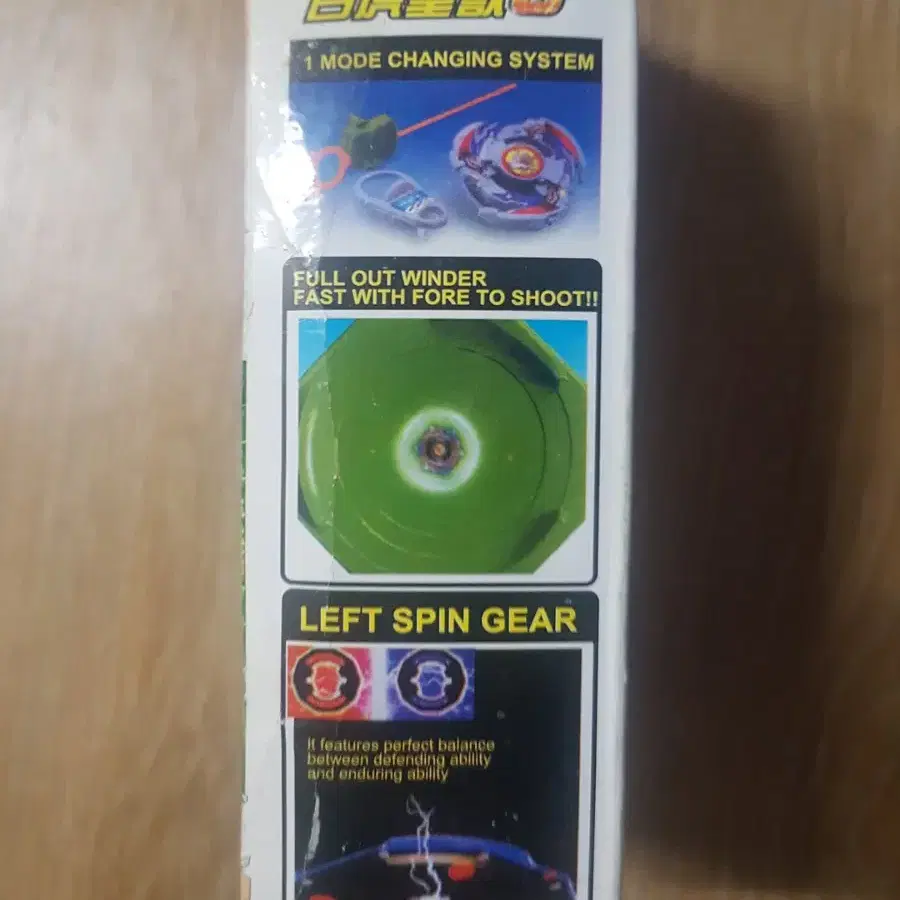 1 MODE CHANGING SYSTEM
FULL OUT WINDER
FAST WITH FORE TO SHOOT!!
LEFT SPIN GEAR
It features perfect balance
between defending ability
and enduring ability